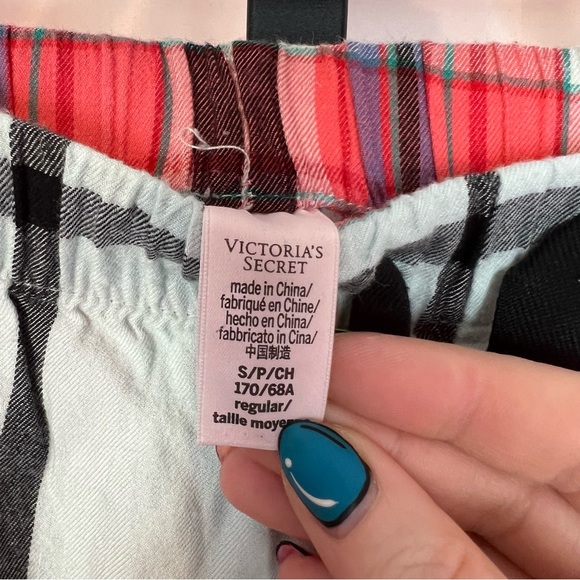 VICTORIA'S
SECRET
made in China/
fabriqué en Chine/
hecho en China/
fabbricato in Cina/
中国制造
S/P/CH
170/68A
regular/
taille